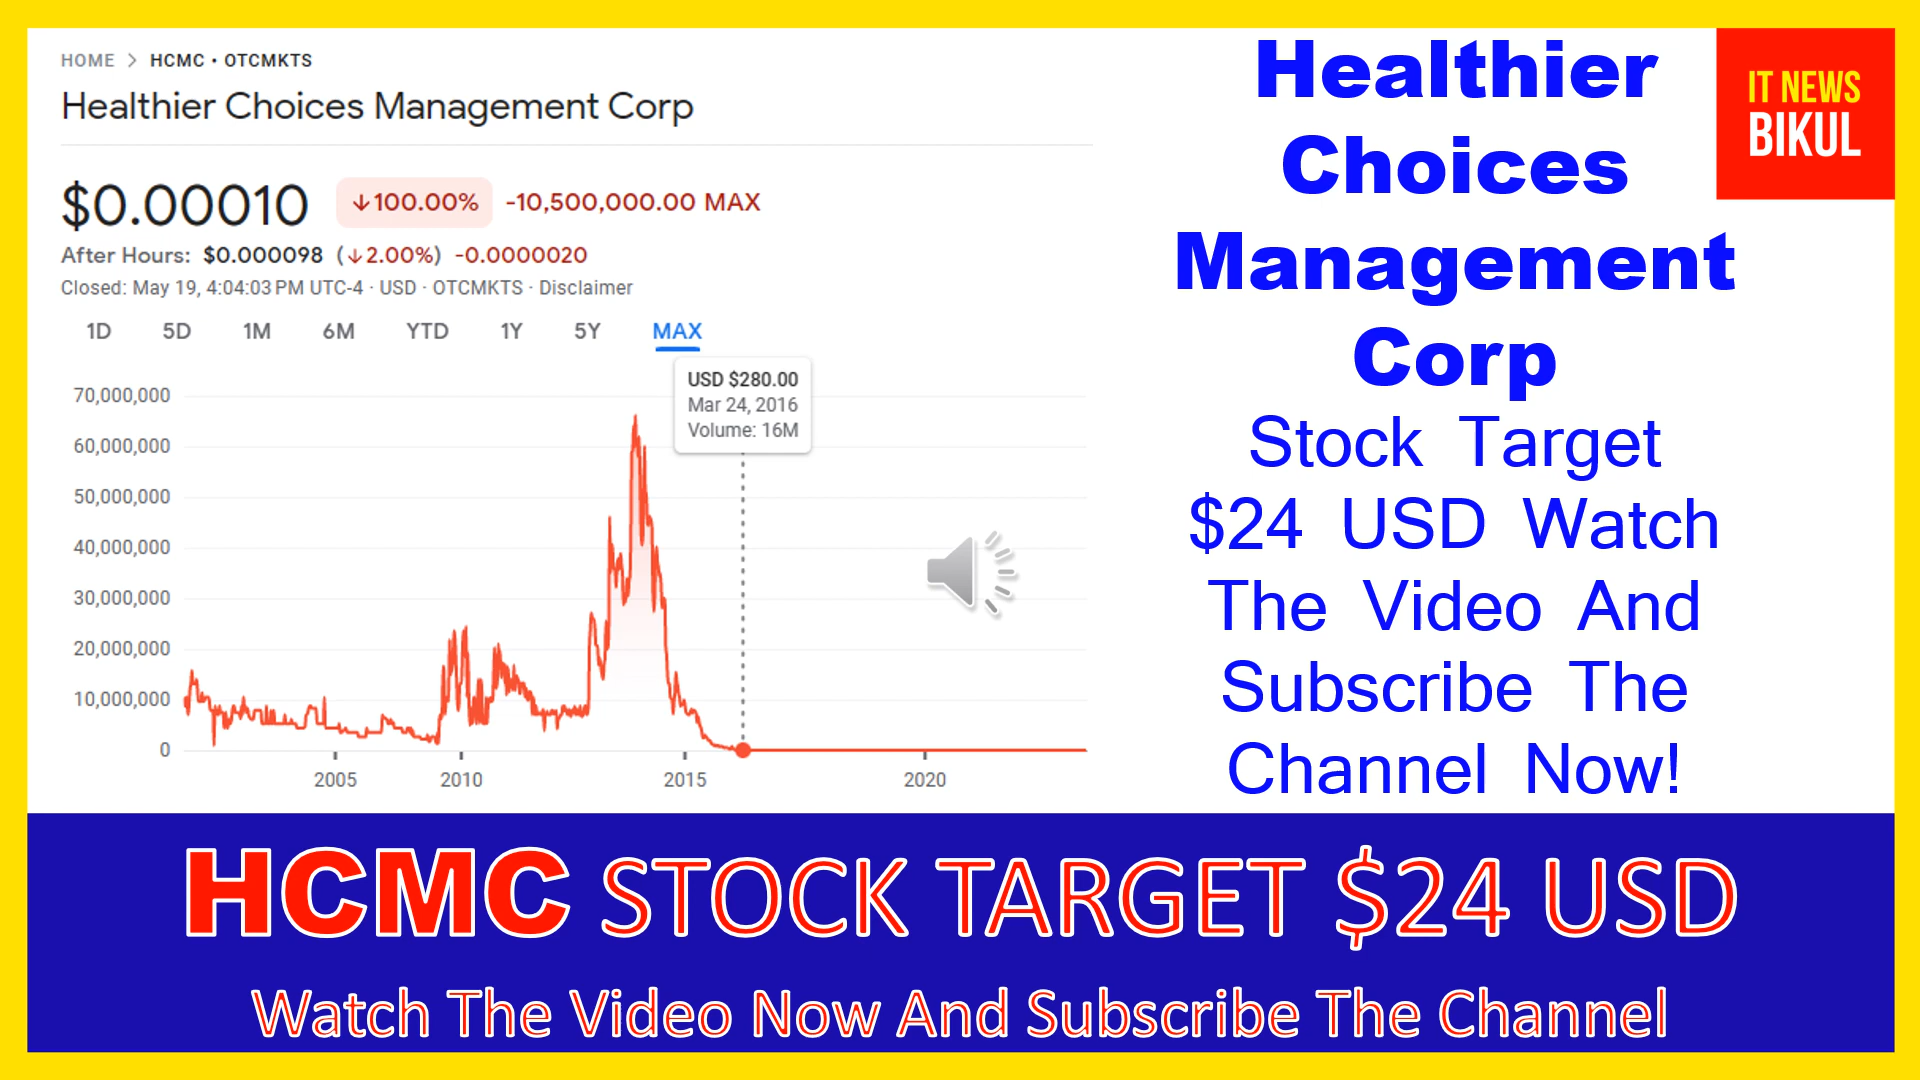 HOME > HCMC • OTCMKTS
Healthier Choices Management Corp
$0.00010 ↓100.00% -10,500,000.00 MAX
After Hours: $0.000098 (↓2.00%) -0.0000020
Closed: May 19, 4:04:03 PM UTC-4 · USD · OTCMKTS · Disclaimer
1D 5D 1M 6M YTD 1Y 5Y MAX
USD $280.00
Mar 24, 2016
Volume: 16M
70,000,000
60,000,000
50,000,000
40,000,000
30,000,000
20,000,000
10,000,000
0
2005 2010 2015 2020
Healthier
Choices
Management
Corp
Stock Target
$24 USD Watch
The Video And
Subscribe The
Channel Now!
IT NEWS
BIKUL
HCMC STOCK TARGET $24 USD
Watch The Video Now And Subscribe The Channel